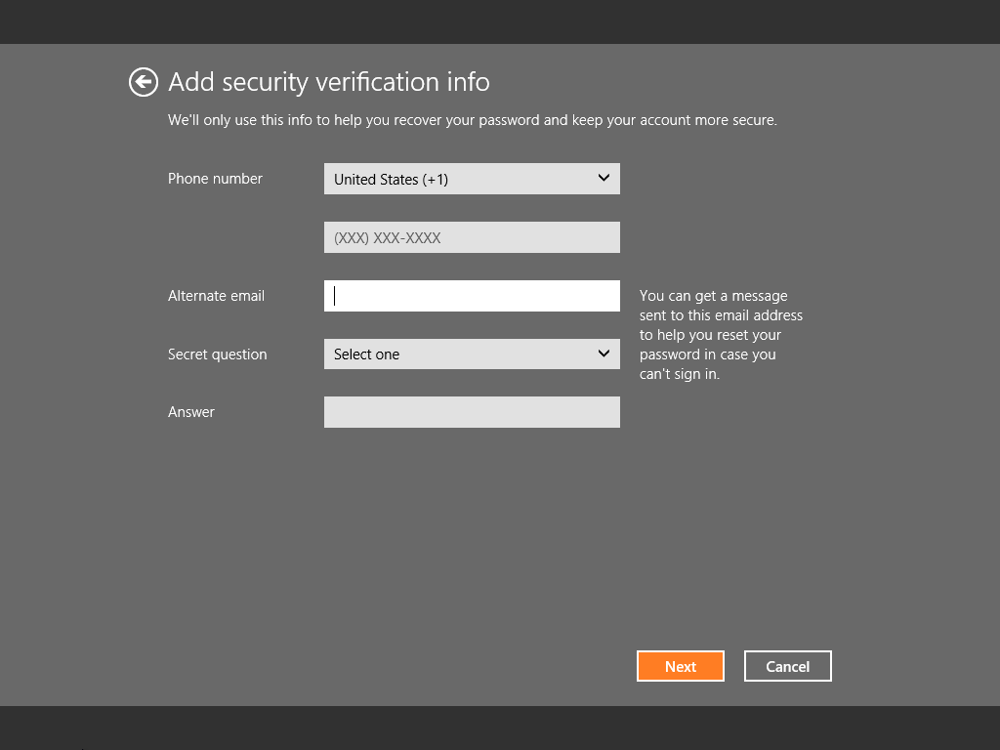 Add security verification info
We'll only use this info to help you recover your password and keep your account more secure.
Phone number
United States (+1)
(XXX) XXX-XXXX
Alternate email
You can get a message
sent to this email address
to help you reset your
password in case you
can't sign in.
Secret question
Select one
Answer
Next
Cancel